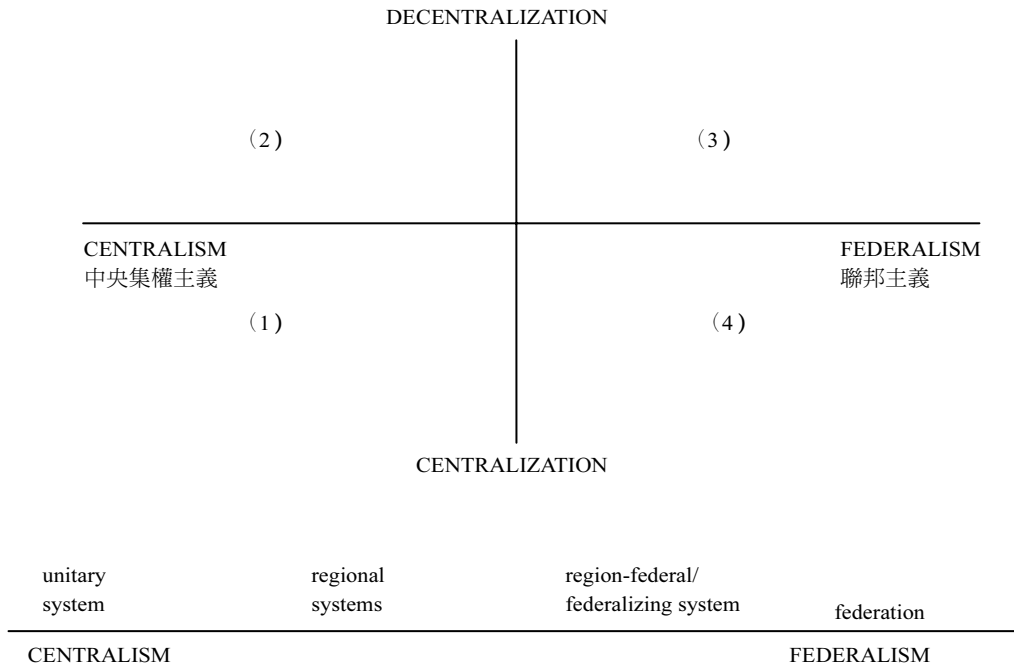 DECENTRALIZATION
（2） （3）
CENTRALISM FEDERALISM
中央集權主義 聯邦主義
（1） （4）
CENTRALIZATION
unitary regional region-federal/
system systems federalizing system federation
CENTRALISM FEDERALISM